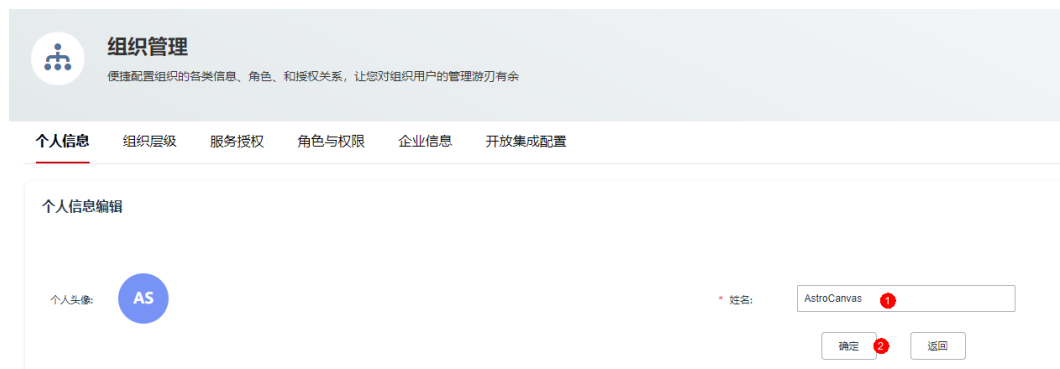 组织管理
便捷配置组织的各类信息、角色、和授权关系，让您对组织用户的管理游刃有余
个人信息 组织层级 服务授权 角色与权限 企业信息 开放集成配置
个人信息编辑
个人头像: AS * 姓名: AstroCanvas 1
确定 2 返回